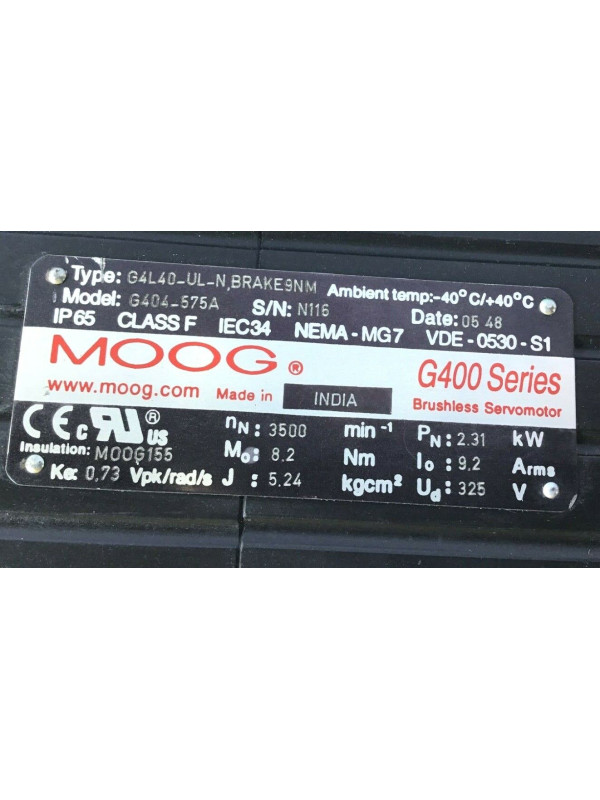 Type: G4L40-UL-N,BRAKE9NM Ambient temp:-40°C/+40°C
Model: G404-575A S/N: N116 Date: 05 48
IP65 CLASS F IEC34 NEMA-MG7 VDE-0530-S1
MOOG® G400 Series
www.moog.com Made in INDIA Brushless Servomotor
CE c RU ® US nN: 3500 min⁻¹ PN: 2.31 kW
Insulation: MOOG155 Mo: 8.2 Nm Io: 9.2 Arms
Ke: 0,73 Vpk/rad/s J: 5.24 kgcm² Ud: 325 V